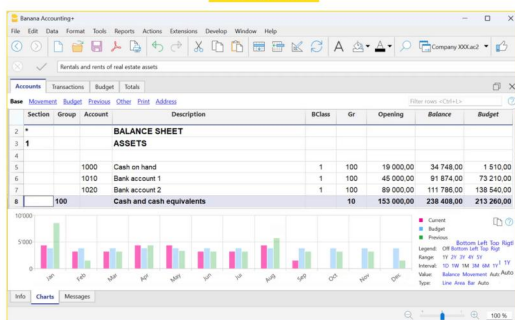 Banana Accounting+
File Edit Data Format Tools Reports Actions Extensions Develop Window Help
Company XXX.ac2
Rentals and rents of real estate assets
Accounts Transactions Budget Totals
Base Movement Budget Previous Other Print Address Filter rows <Ctrl+L>
Section Group Account Description BClass Gr Opening Balance Budget
2 * BALANCE SHEET
3 1 ASSETS
4
5 1000 Cash on hand 1 100 19 000,00 34 748,00 1 510,00
6 1010 Bank account 1 1 100 45 000,00 91 874,00 73 210,00
7 1020 Bank account 2 1 100 89 000,00 111 786,00 138 540,00
8 100 Cash and cash equivalents 10 153 000,00 238 408,00 213 260,00
10'000
5'000
0
Jan Feb Mar Apr May Jun Jul Aug Sep Oct Nov Dec
Current
Budget
Previous
Bottom Left Top Right
Legend: Off Bottom Left Top Right
Range: 1Y 2Y 3Y 4Y 5Y
Interval: 1D 1W 1M 3M 6M 1Y
Value: Balance Movement Auto
Type: Line Area Bar Auto
Info Charts Messages
100 %